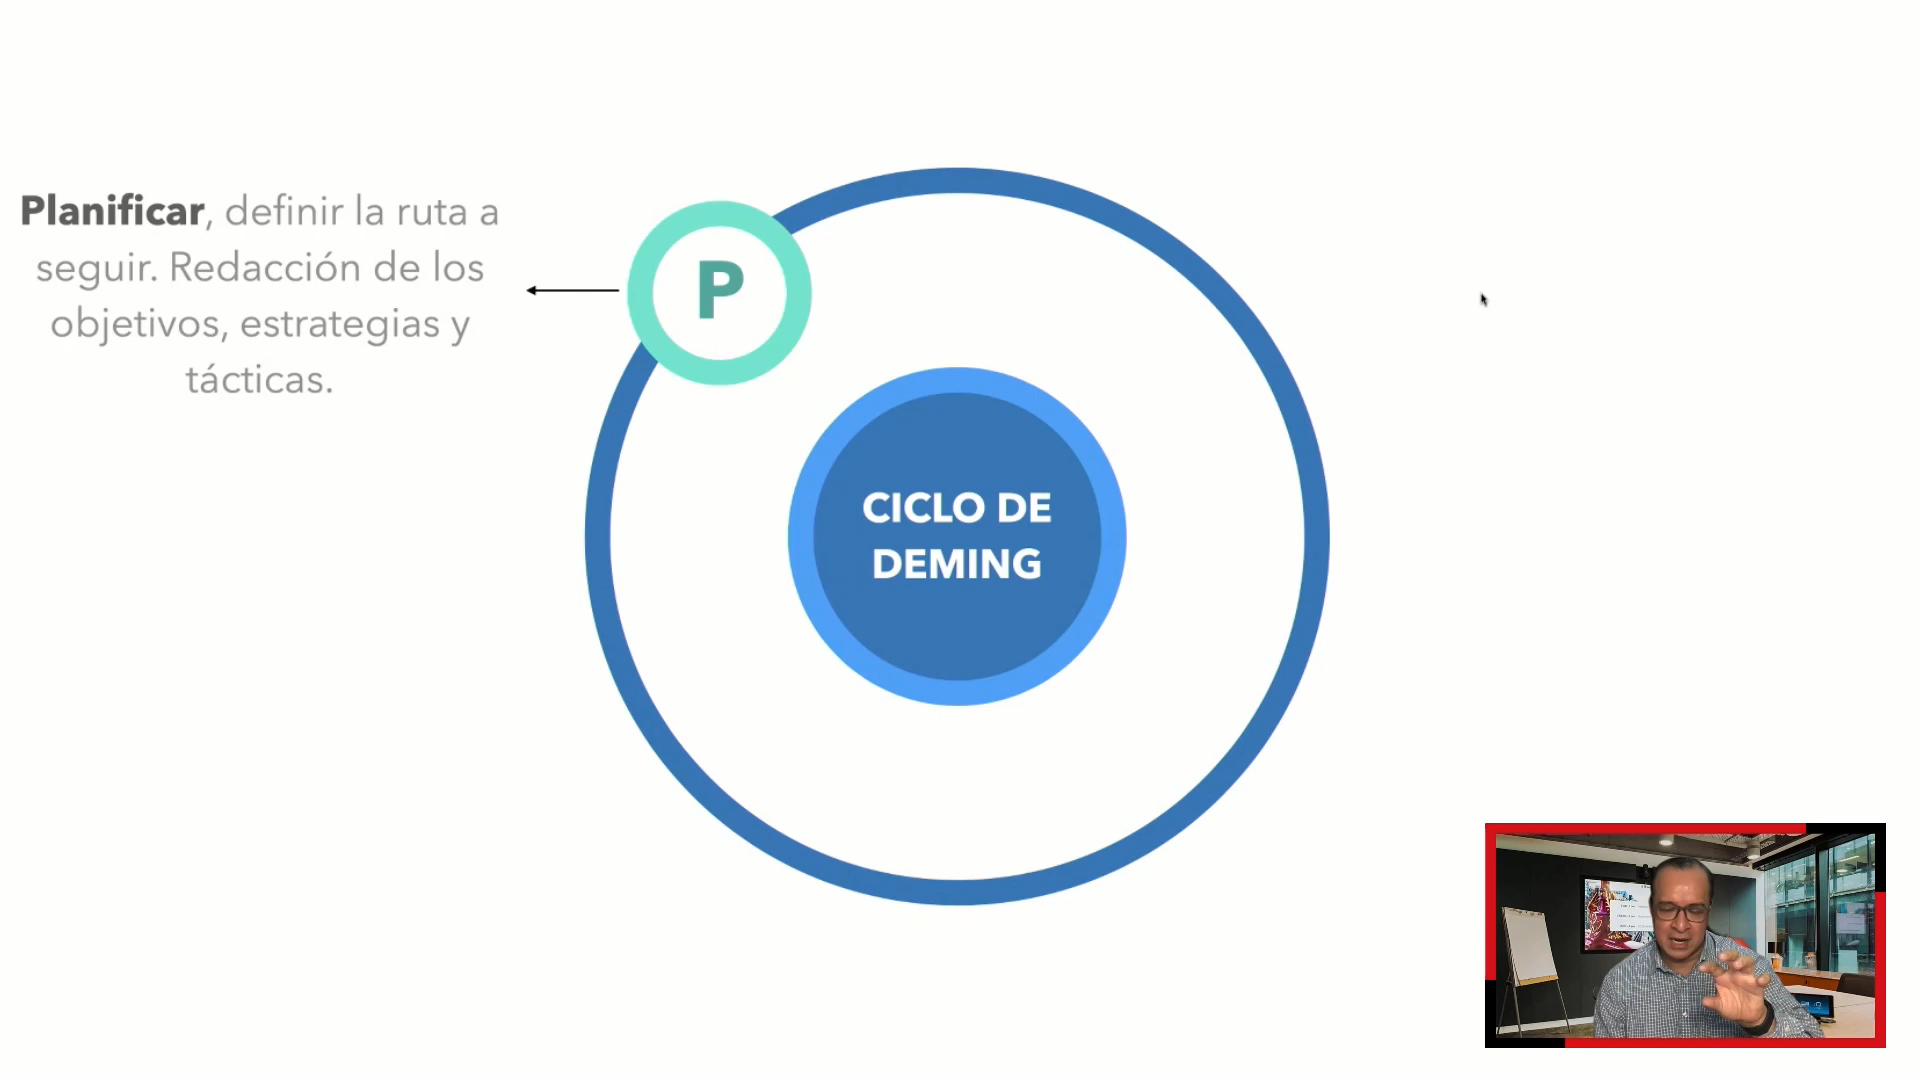 Planificar, definir la ruta a
seguir. Redacción de los
objetivos, estrategias y
tácticas.
P
CICLO DE
DEMING